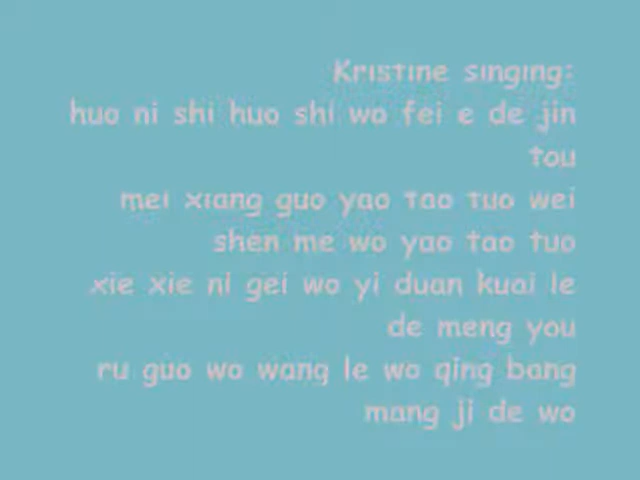 Kristine singing:
huo ni shi huo shi wo fei e de jin
tou
mei xiang guo yao tao tuo wei
shen me wo yao tao tuo
xie xie ni gei wo yi duan kuai le
de meng you
ru guo wo wang le wo qing bang
mang ji de wo